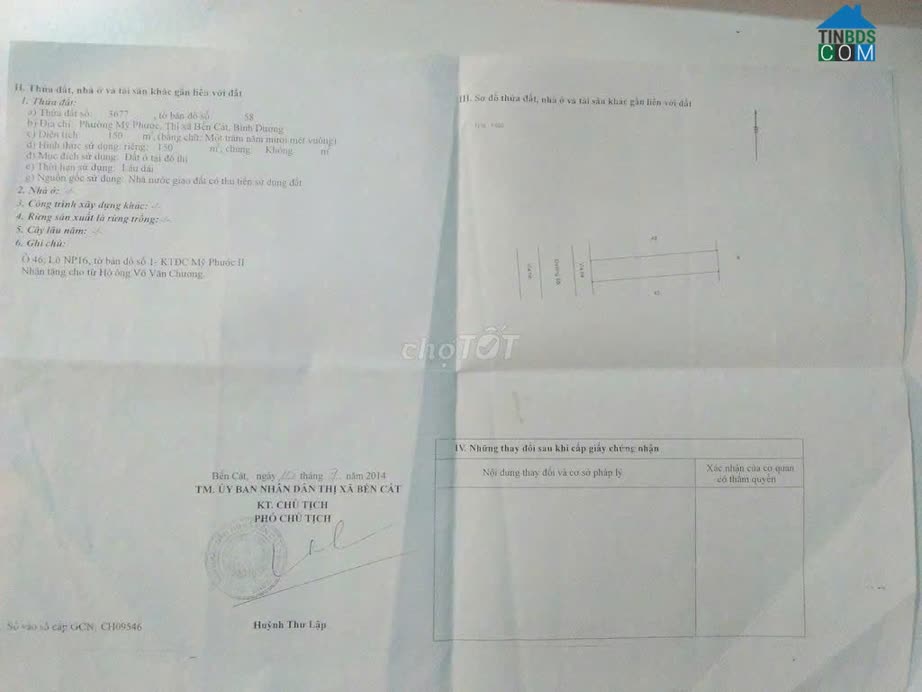 TINBDS
COM
II. Thửa đất, nhà ở và tài sản khác gắn liền với đất
1. Thửa đất:
a) Thửa đất số: 3677 , tờ bản đồ số 58
b) Địa chỉ: Phường Mỹ Phước, Thị xã Bến Cát, Bình Dương
c) Diện tích 150 m², (bằng chữ: Một trăm năm mươi mét vuông)
d) Hình thức sử dụng: riêng: 150 m², chung: Không m²
đ) Mục đích sử dụng: Đất ở tại đô thị
e) Thời hạn sử dụng: Lâu dài
g) Nguồn gốc sử dụng: Nhà nước giao đất có thu tiền sử dụng đất
2. Nhà ở: -/-
3. Công trình xây dựng khác: -/-
4. Rừng sản xuất là rừng trồng: -/-
5. Cây lâu năm: -/-
6. Ghi chú:
Ô 46, Lô NP16, tờ bản đồ số 1- KTĐC Mỹ Phước II
Nhận tặng cho từ Hộ ông Võ Văn Chương.
Bến Cát, ngày tháng 7 năm 2014
TM. ỦY BAN NHÂN DÂN THỊ XÃ BẾN CÁT
KT. CHỦ TỊCH
PHÓ CHỦ TỊCH
Huỳnh Thư Lập
Số vào sổ cấp GCN: CH09546
III. Sơ đồ thửa đất, nhà ở và tài sản khác gắn liền với đất
Vỉa hè
Đường
Vỉa hè
chợTỐT
IV. Những thay đổi sau khi cấp giấy chứng nhận
Nội dung thay đổi và cơ sở pháp lý
Xác nhận của cơ quan
có thẩm quyền